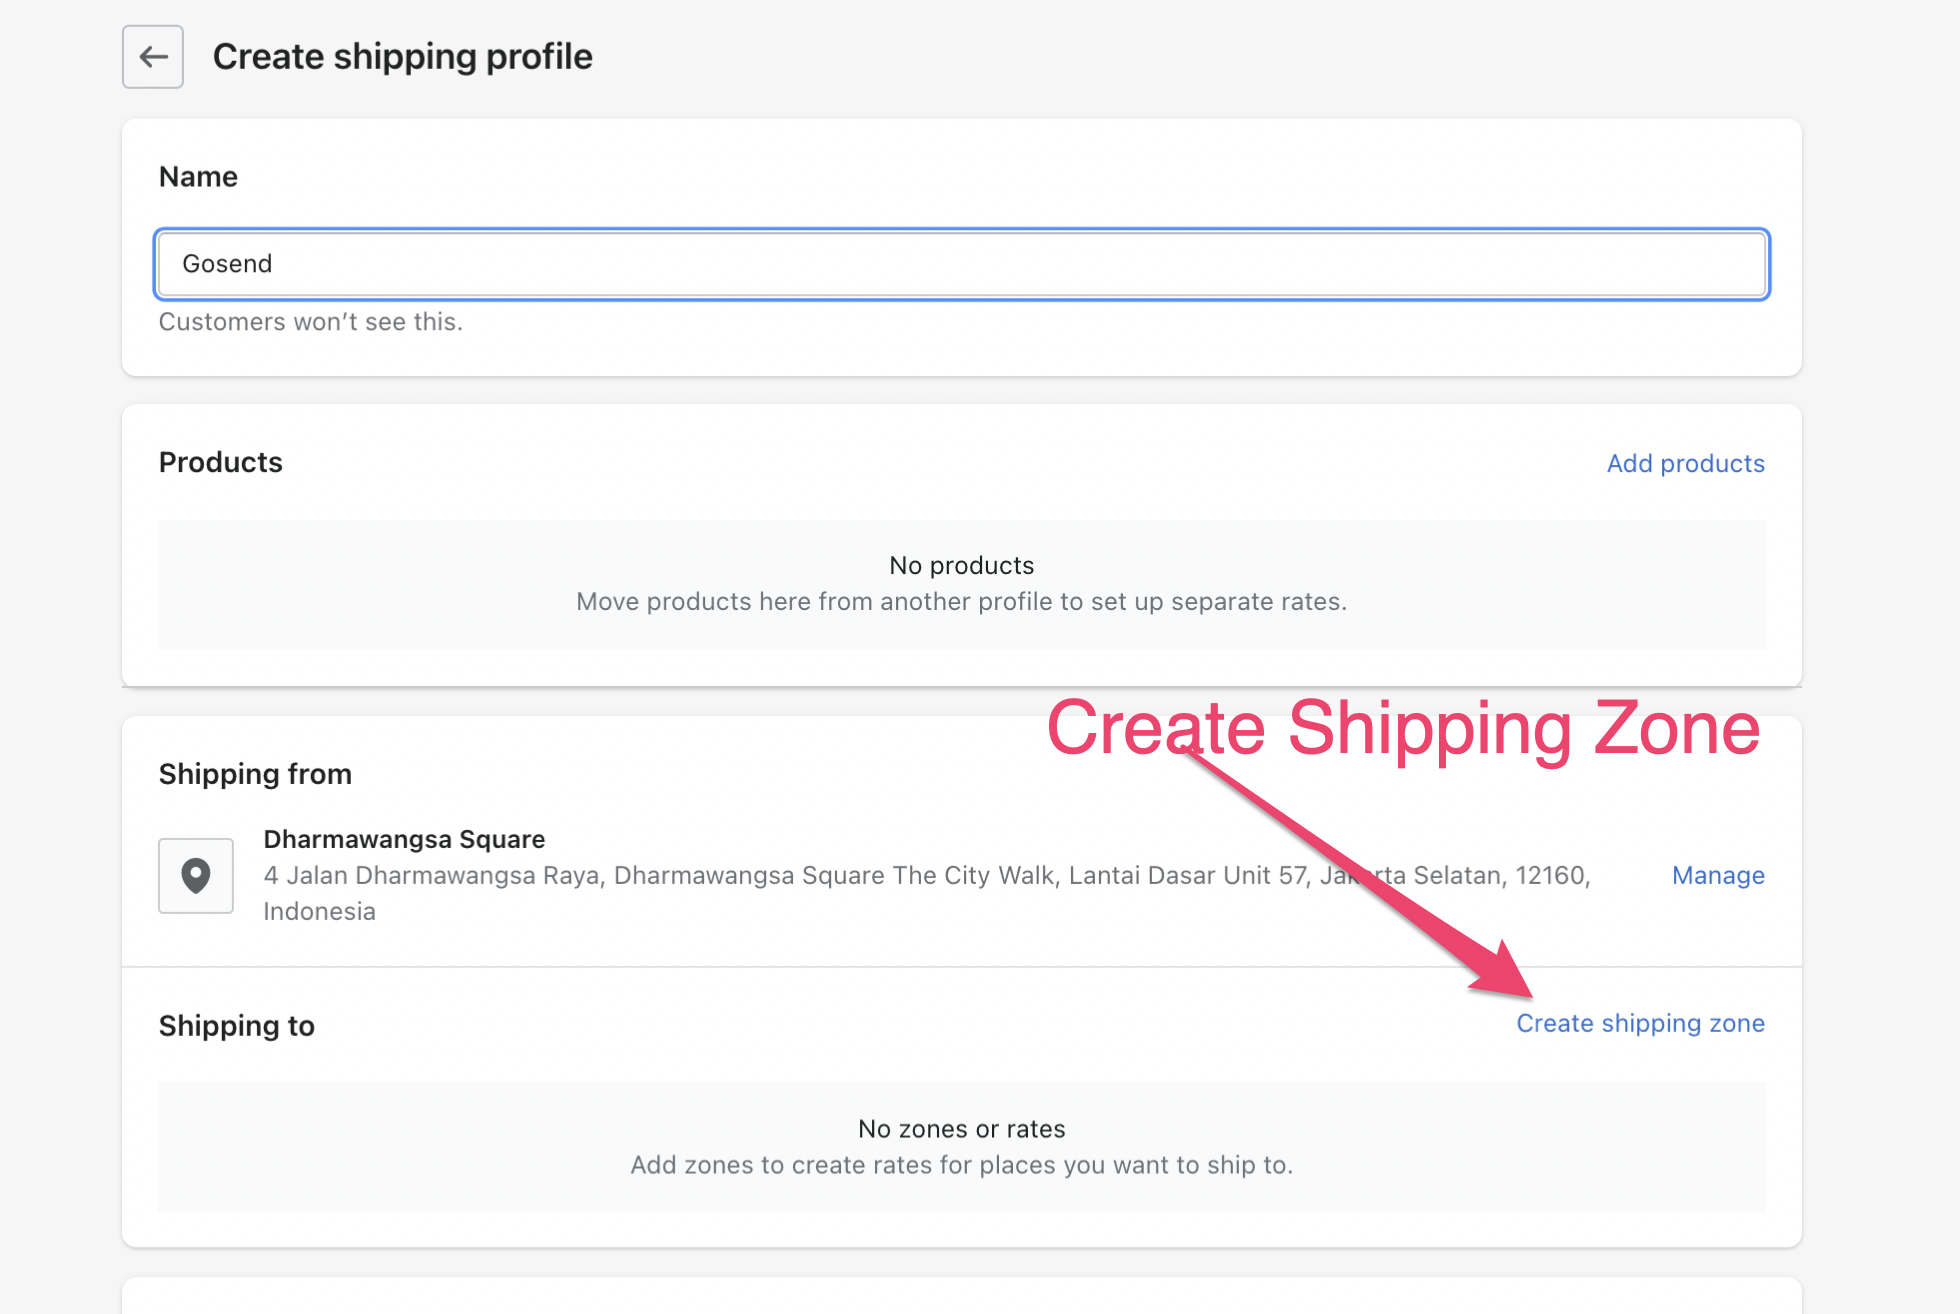 Create shipping profile
Name
Gosend
Customers won’t see this.
Products
Add products
No products
Move products here from another profile to set up separate rates.
Create Shipping Zone
Shipping from
Dharmawangsa Square
4 Jalan Dharmawangsa Raya, Dharmawangsa Square The City Walk, Lantai Dasar Unit 57, Jakarta Selatan, 12160,
Indonesia
Manage
Shipping to
Create shipping zone
No zones or rates
Add zones to create rates for places you want to ship to.